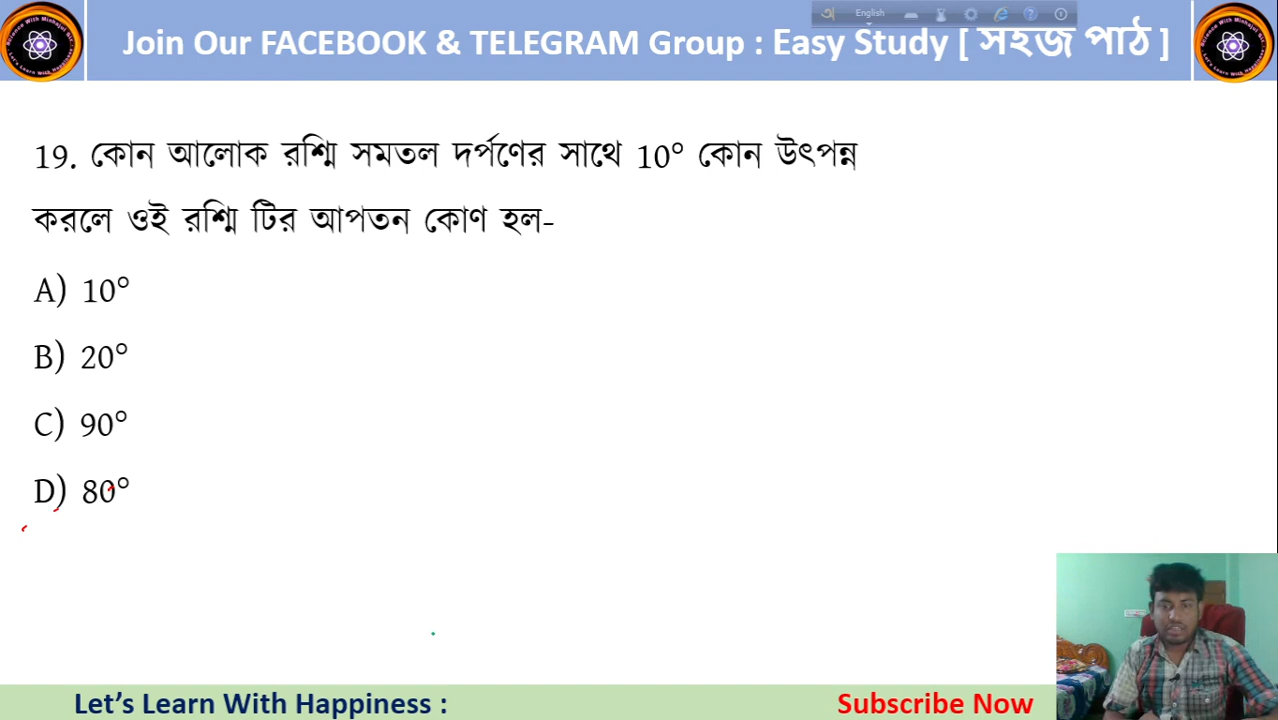 English
Join Our FACEBOOK & TELEGRAM Group : Easy Study [ সহজ পাঠ ]
19. কোন আলোক রশ্মি সমতল দর্পণের সাথে 10° কোন উৎপন্ন
করলে ওই রশ্মি টির আপতন কোণ হল-
A) 10°
B) 20°
C) 90°
D) 80°
Let’s Learn With Happiness :
Subscribe Now